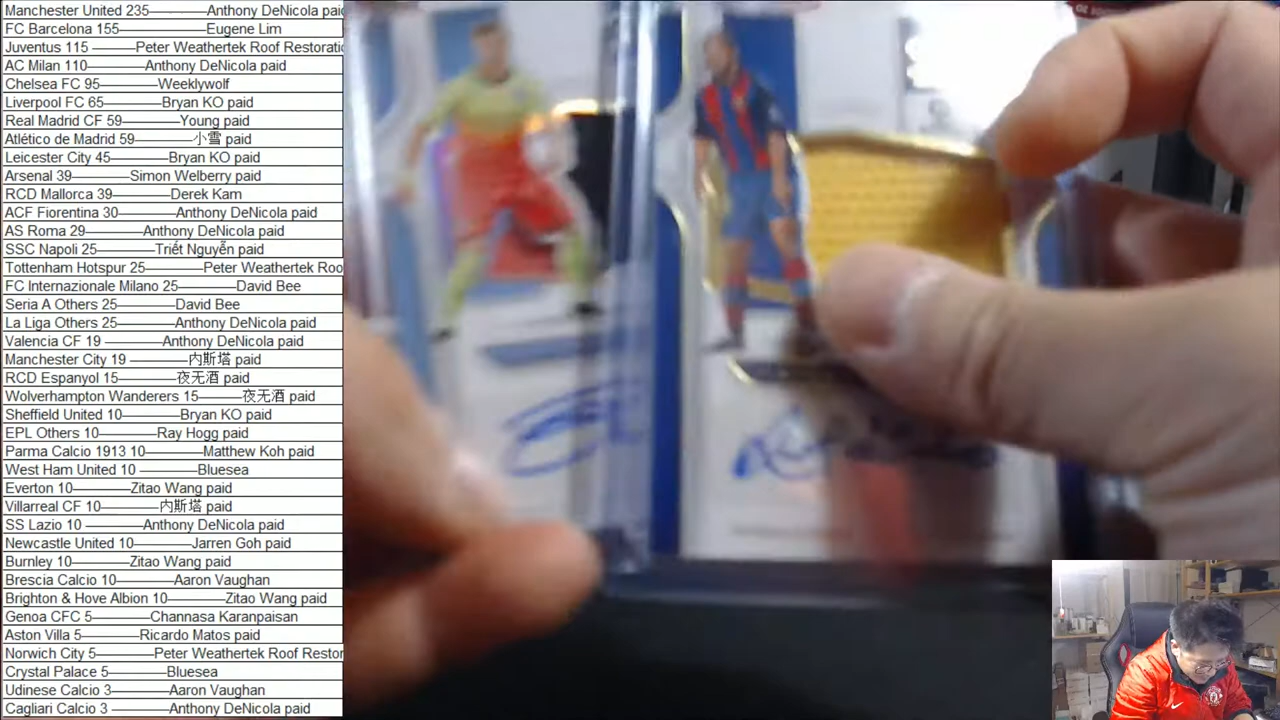 Manchester United 235————Anthony DeNicola paid
FC Barcelona 155——————Eugene Lim
Juventus 115 ————Peter Weathertek Roof Restorati
AC Milan 110————Anthony DeNicola paid
Chelsea FC 95————Weeklywolf
Liverpool FC 65————Bryan KO paid
Real Madrid CF 59————Young paid
Atlético de Madrid 59————小雪 paid
Leicester City 45————Bryan KO paid
Arsenal 39————Simon Welberry paid
RCD Mallorca 39————Derek Kam
ACF Fiorentina 30————Anthony DeNicola paid
AS Roma 29————Anthony DeNicola paid
SSC Napoli 25————Triết Nguyễn paid
Tottenham Hotspur 25————Peter Weathertek Roo
FC Internazionale Milano 25————David Bee
Seria A Others 25————David Bee
La Liga Others 25————Anthony DeNicola paid
Valencia CF 19 ————Anthony DeNicola paid
Manchester City 19 ————内斯塔 paid
RCD Espanyol 15————夜无酒 paid
Wolverhampton Wanderers 15————夜无酒 paid
Sheffield United 10————Bryan KO paid
EPL Others 10————Ray Hogg paid
Parma Calcio 1913 10————Matthew Koh paid
West Ham United 10 ————Bluesea
Everton 10————Zitao Wang paid
Villarreal CF 10————内斯塔 paid
SS Lazio 10 ————Anthony DeNicola paid
Newcastle United 10————Jarren Goh paid
Burnley 10————Zitao Wang paid
Brescia Calcio 10————Aaron Vaughan
Brighton & Hove Albion 10————Zitao Wang paid
Genoa CFC 5————Channasa Karanpaisan
Aston Villa 5————Ricardo Matos paid
Norwich City 5————Peter Weathertek Roof Restor
Crystal Palace 5————Bluesea
Udinese Calcio 3————Aaron Vaughan
Cagliari Calcio 3————Anthony DeNicola paid